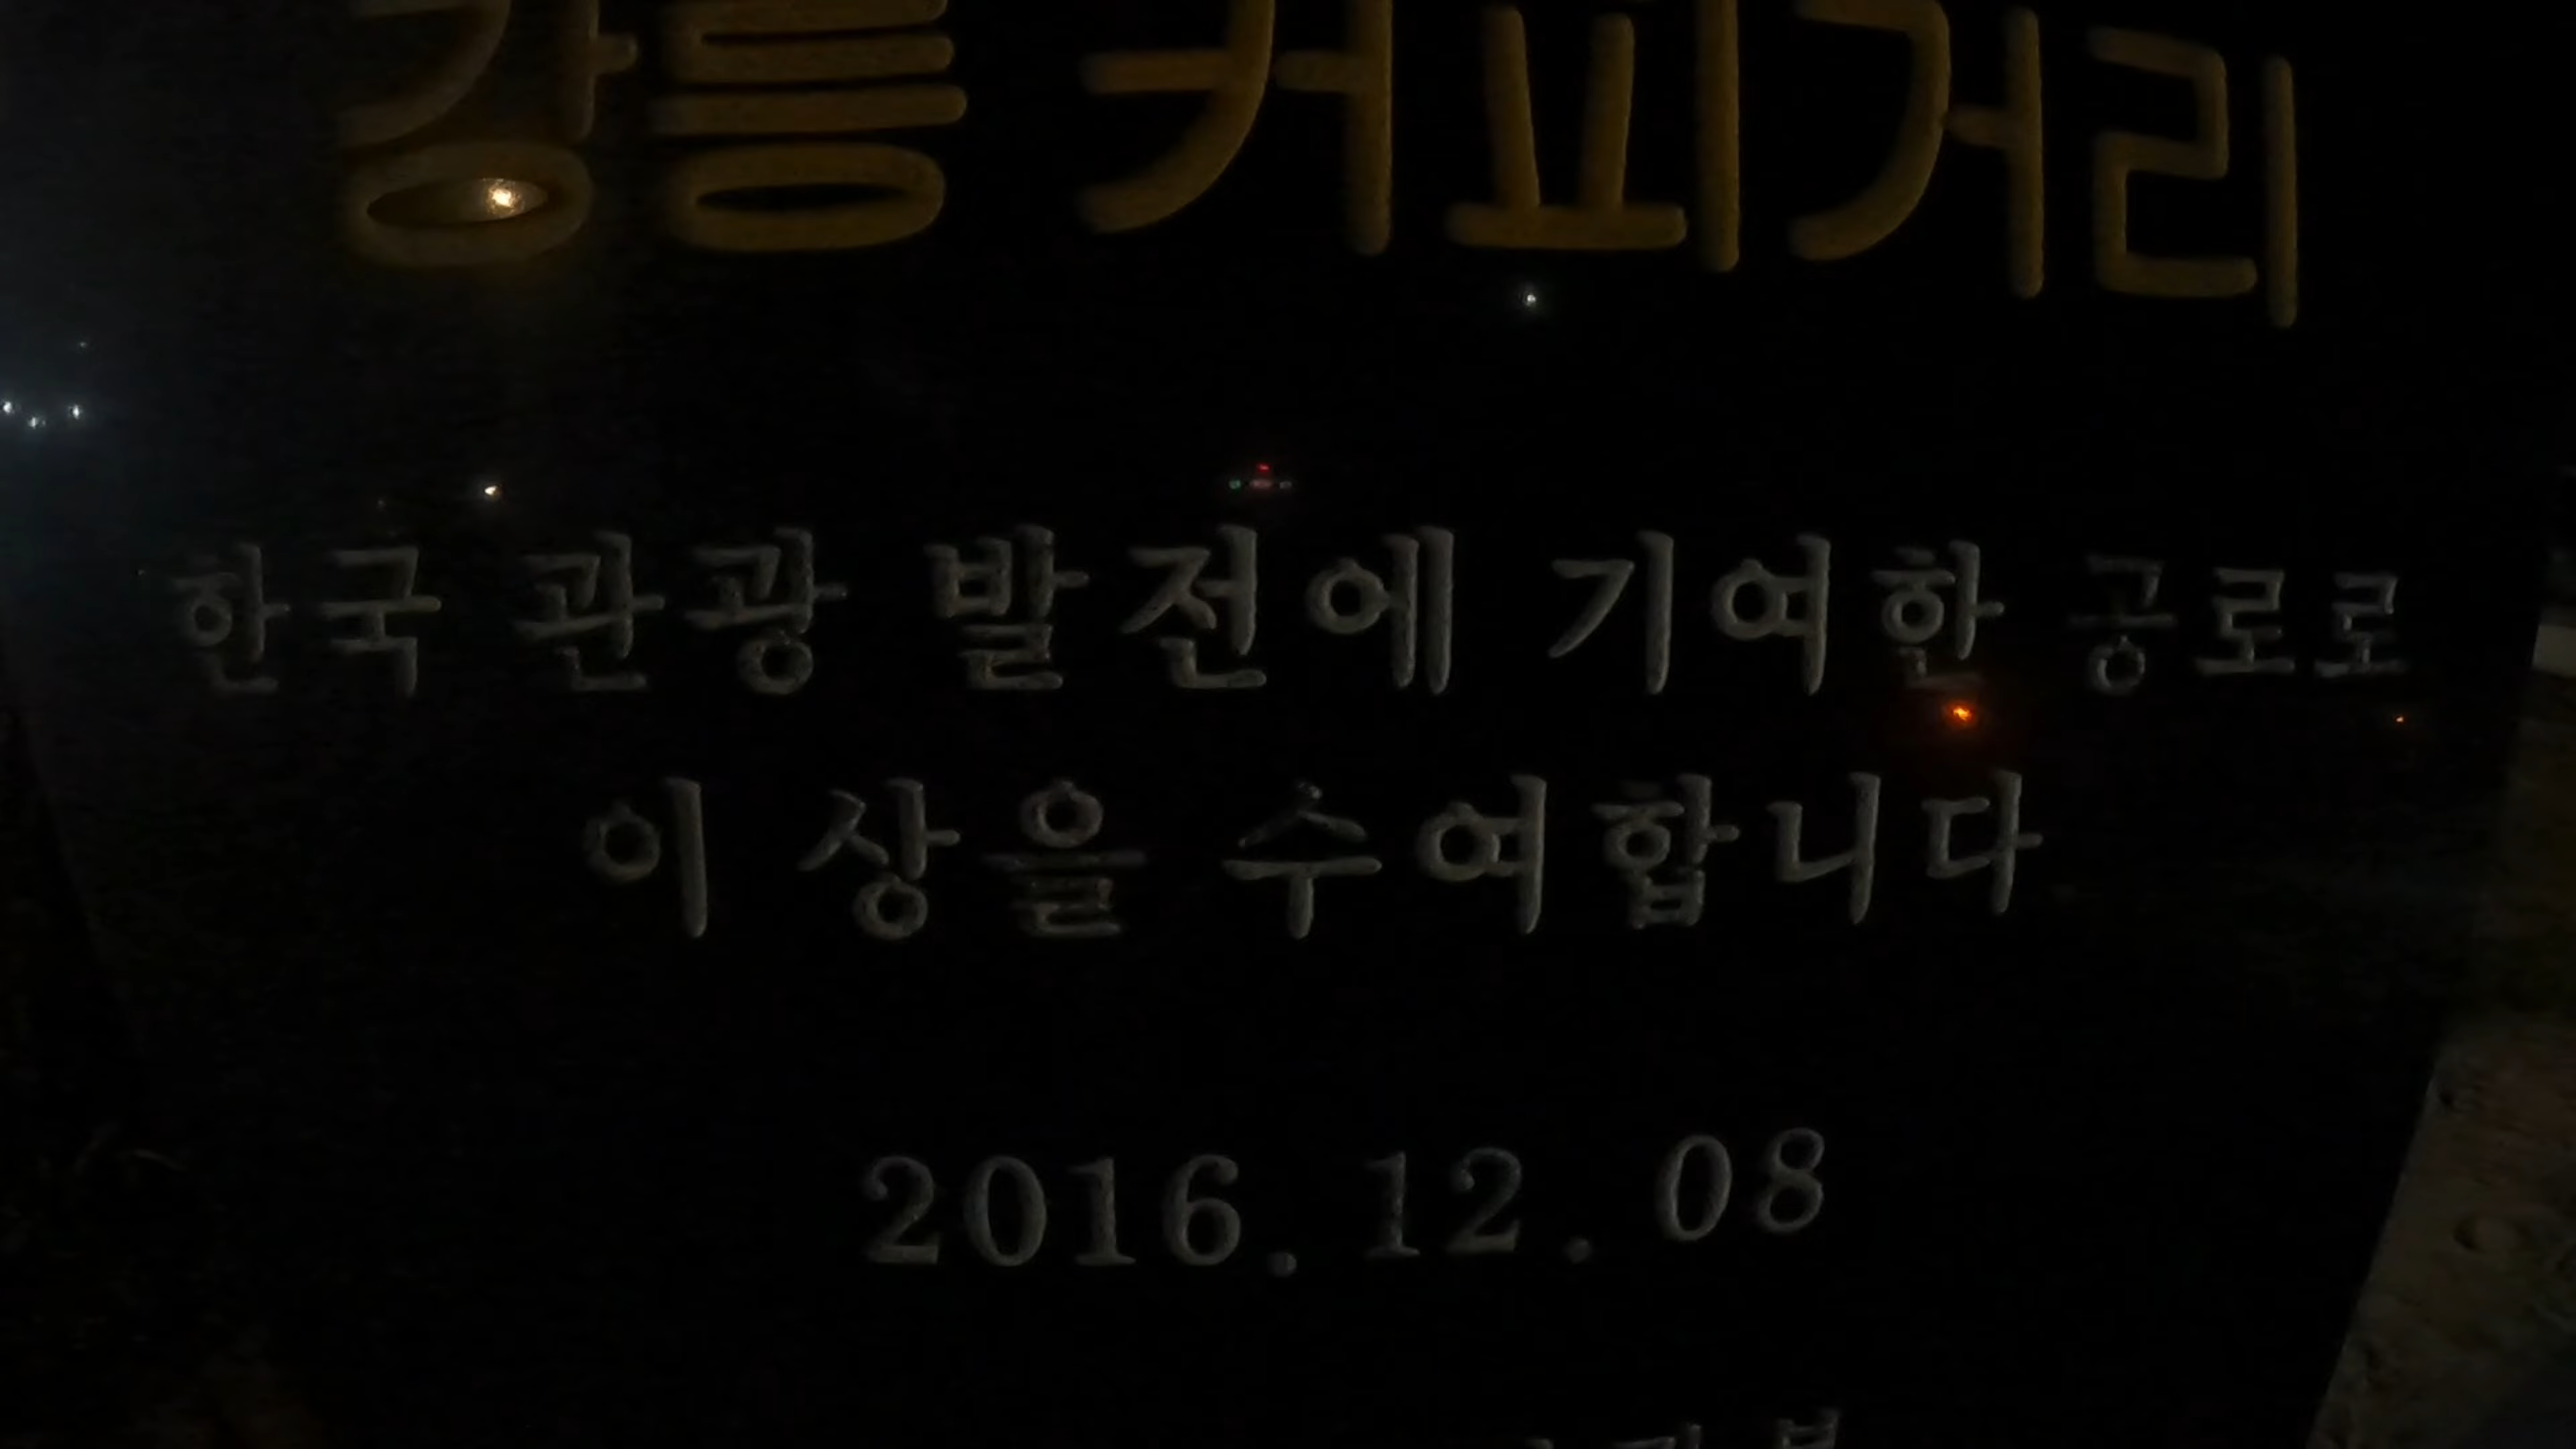 강릉 커피거리
한국 관광 발전에 기여한 공로로
이 상을 수여합니다
2016. 12. 08